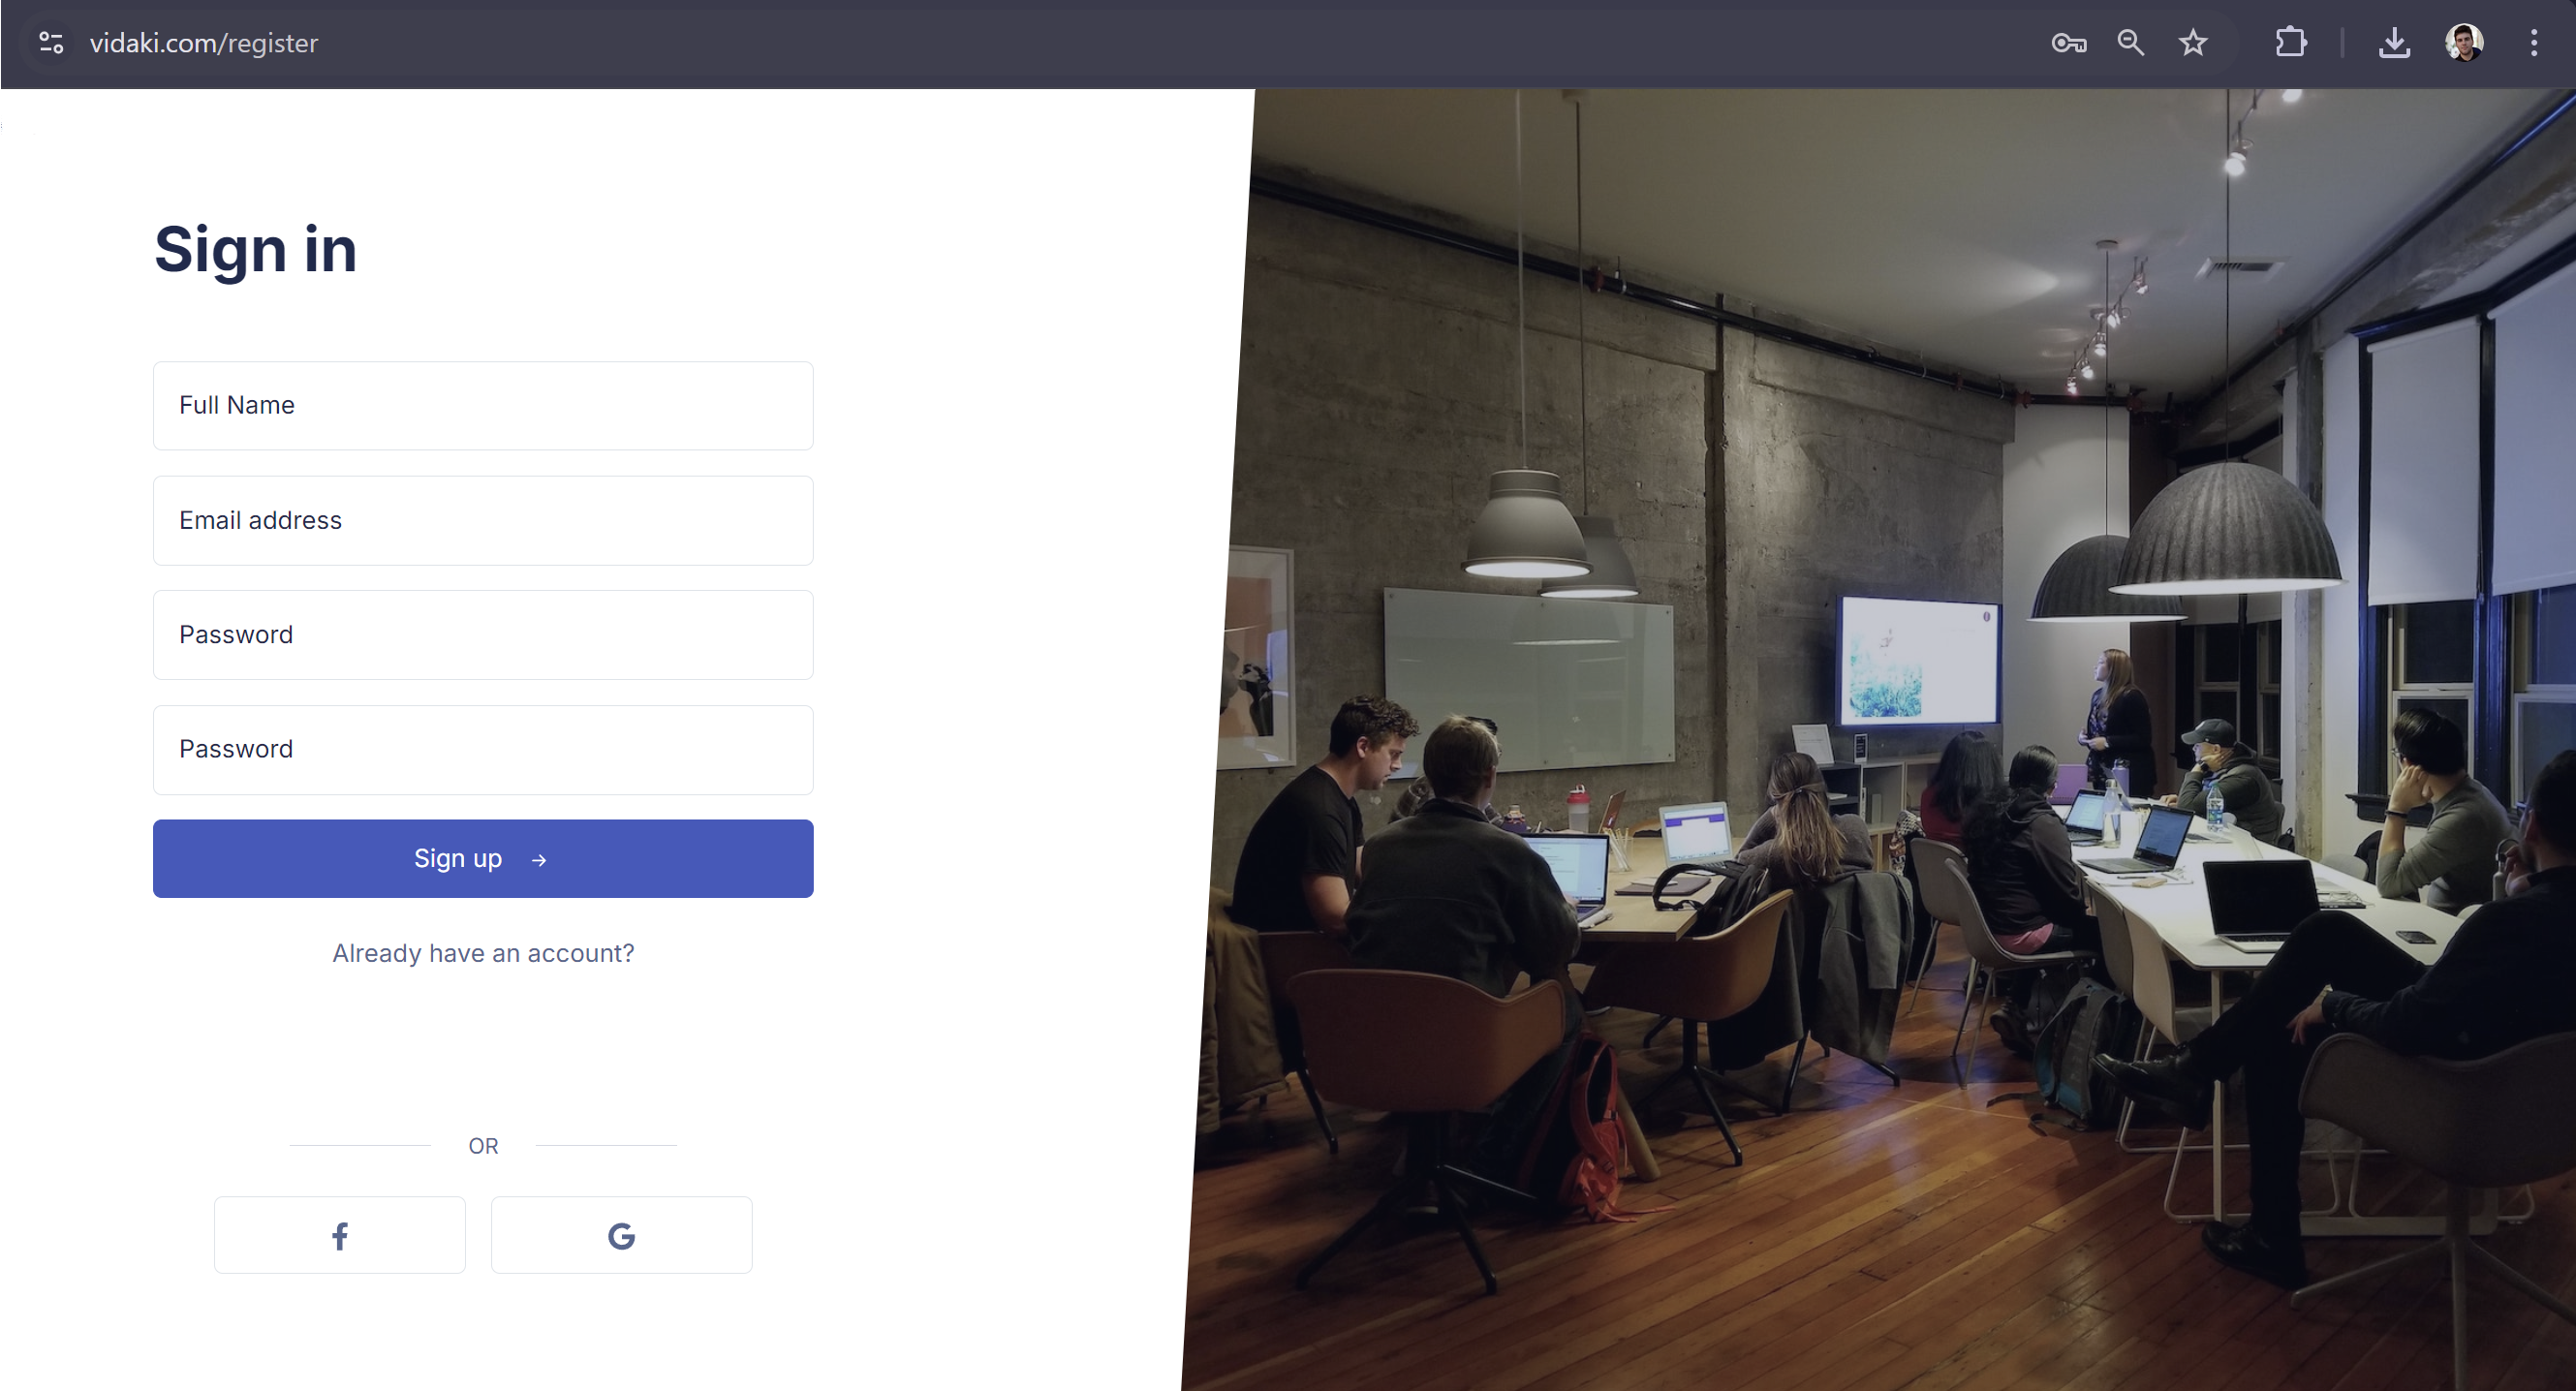 vidaki.com/register
Sign in
Full Name
Email address
Password
Password
Sign up →
Already have an account?
OR